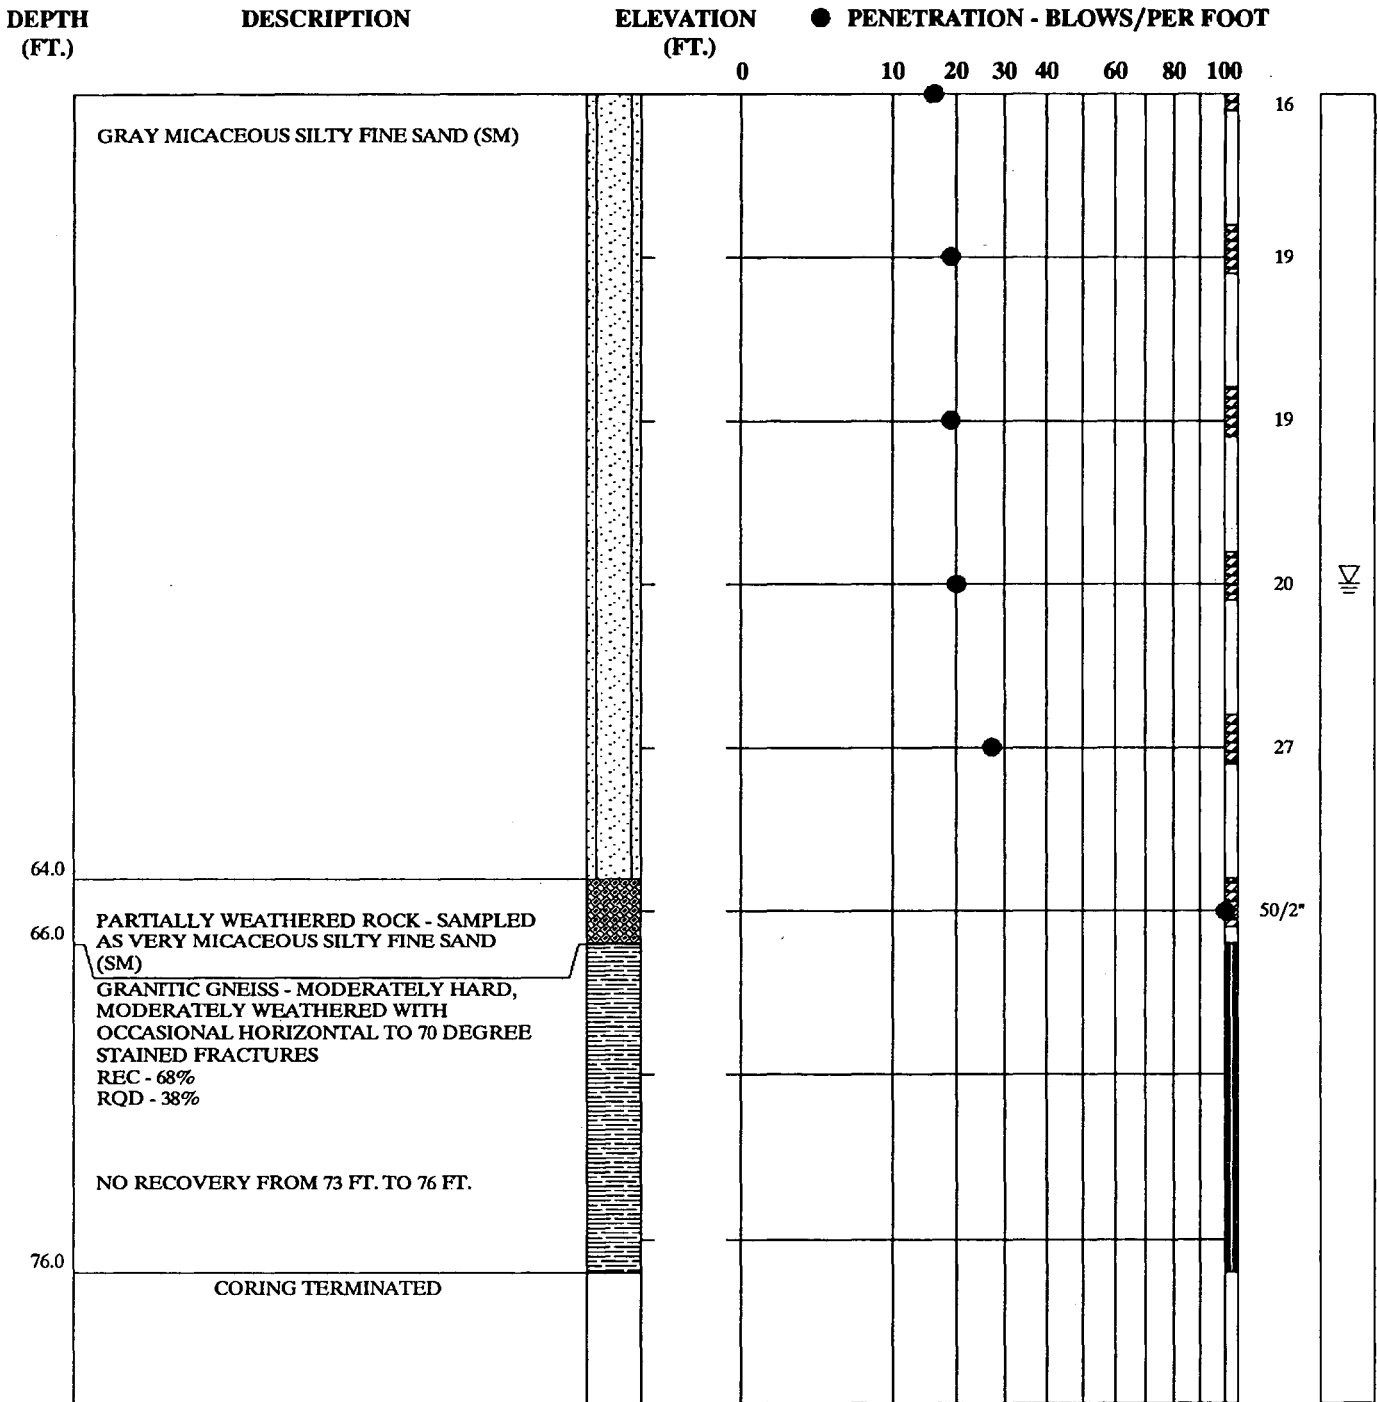 DEPTH DESCRIPTION ELEVATION ● PENETRATION - BLOWS/PER FOOT
(FT.) (FT.)
0 10 20 30 40 60 80 100
16
GRAY MICACEOUS SILTY FINE SAND (SM)
19
19
20
27
64.0
50/2"
PARTIALLY WEATHERED ROCK - SAMPLED
66.0 AS VERY MICACEOUS SILTY FINE SAND
(SM)
GRANITIC GNEISS - MODERATELY HARD,
MODERATELY WEATHERED WITH
OCCASIONAL HORIZONTAL TO 70 DEGREE
STAINED FRACTURES
REC - 68%
RQD - 38%
NO RECOVERY FROM 73 FT. TO 76 FT.
76.0
CORING TERMINATED